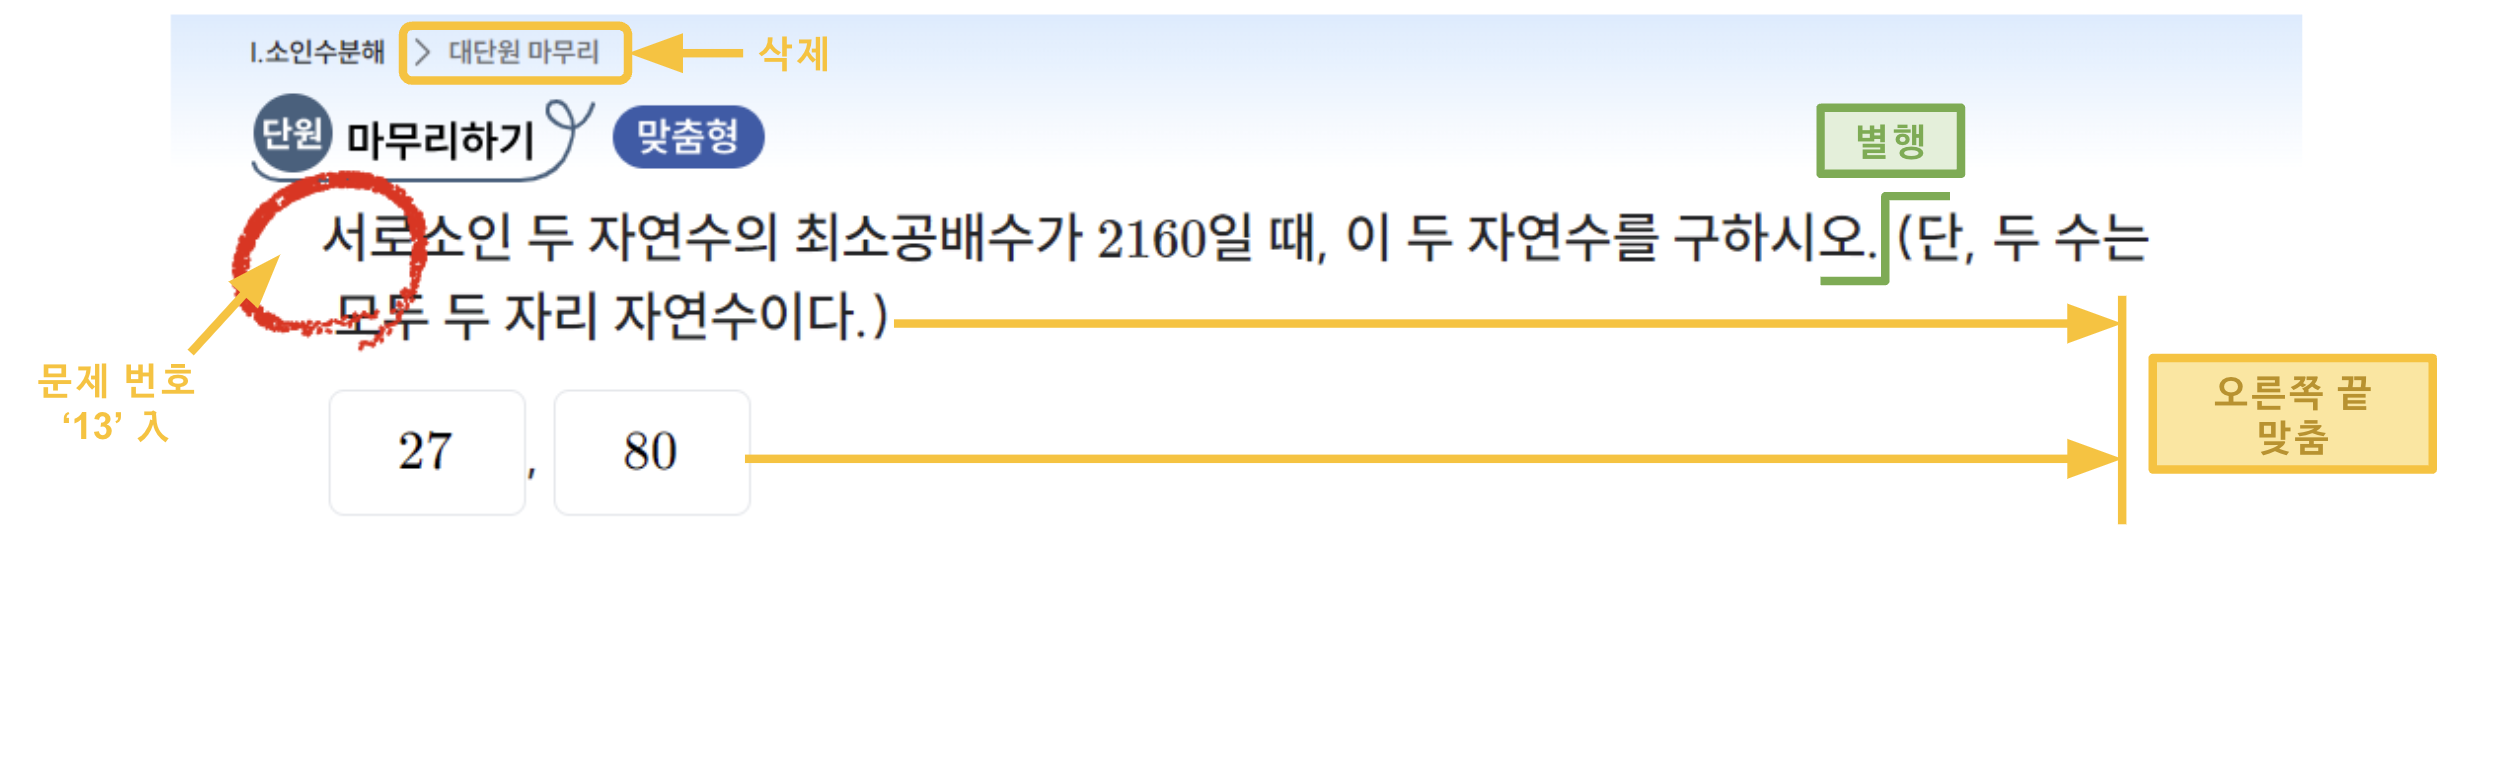 I.소인수분해 > 대단원 마무리
삭제
단원 마무리하기 맞춤형
별행
서로소인 두 자연수의 최소공배수가 2160일 때, 이 두 자연수를 구하시오. (단, 두 수는
모두 두 자리 자연수이다.)
문제 번호
‘13’ 入
27 , 80
오른쪽 끝
맞춤